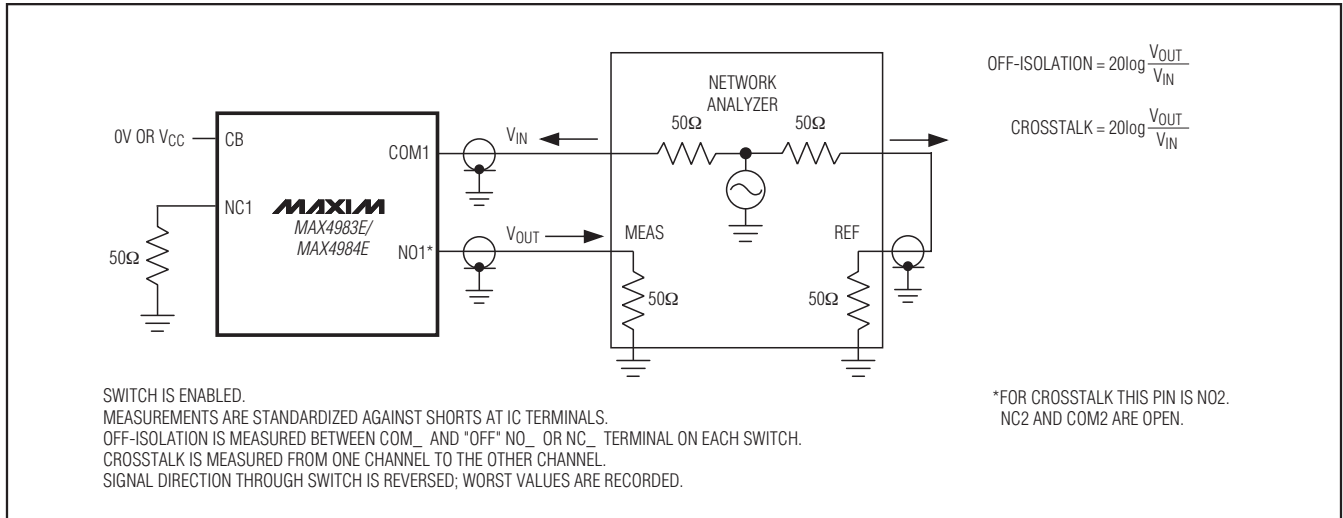 NETWORK
ANALYZER
OFF-ISOLATION = 20log VOUT/VIN
CROSSTALK = 20log VOUT/VIN
0V OR VCC
CB
COM1
VIN
50Ω
50Ω
NC1
MAXIM
MAX4983E/
MAX4984E
NO1*
VOUT
MEAS
REF
50Ω
50Ω
50Ω
SWITCH IS ENABLED.
MEASUREMENTS ARE STANDARDIZED AGAINST SHORTS AT IC TERMINALS.
OFF-ISOLATION IS MEASURED BETWEEN COM_ AND "OFF" NO_ OR NC_ TERMINAL ON EACH SWITCH.
CROSSTALK IS MEASURED FROM ONE CHANNEL TO THE OTHER CHANNEL.
SIGNAL DIRECTION THROUGH SWITCH IS REVERSED; WORST VALUES ARE RECORDED.
*FOR CROSSTALK THIS PIN IS NO2.
NC2 AND COM2 ARE OPEN.